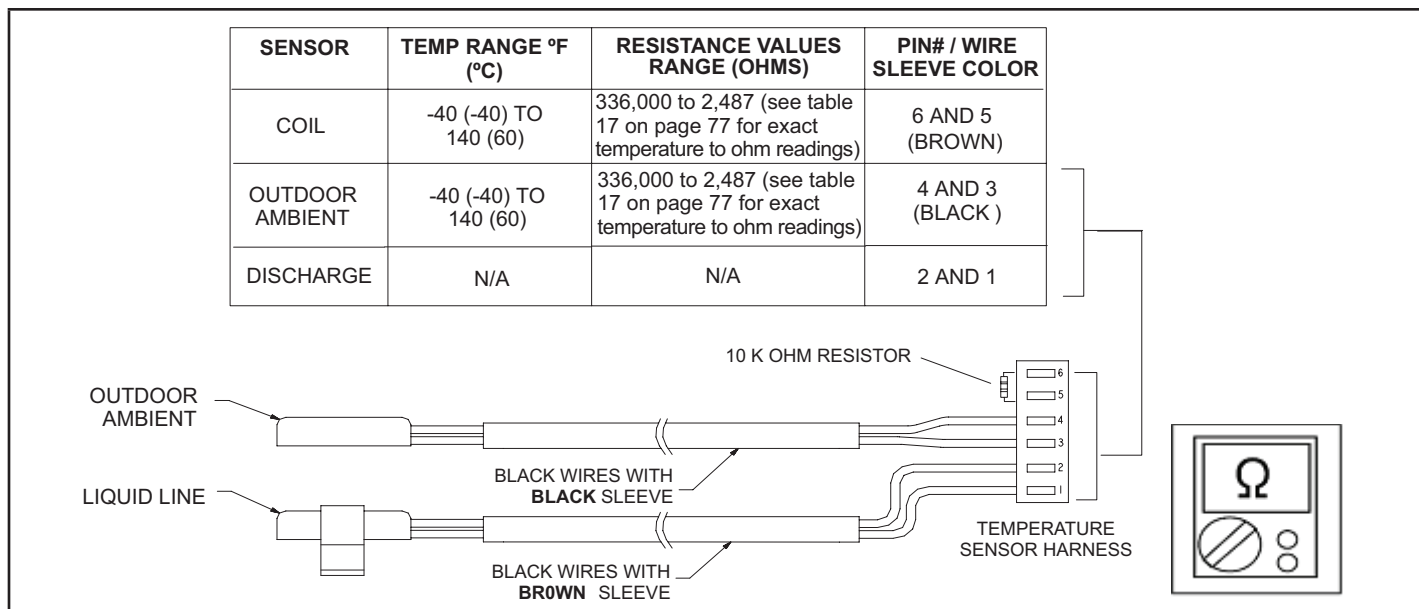 SENSOR
TEMP RANGE ºF
(ºC)
RESISTANCE VALUES
RANGE (OHMS)
PIN# / WIRE
SLEEVE COLOR
COIL
-40 (-40) TO
140 (60)
336,000 to 2,487 (see table
17 on page 77 for exact
temperature to ohm readings)
6 AND 5
(BROWN)
OUTDOOR
AMBIENT
-40 (-40) TO
140 (60)
336,000 to 2,487 (see table
17 on page 77 for exact
temperature to ohm readings)
4 AND 3
(BLACK )
DISCHARGE
N/A
N/A
2 AND 1
10 K OHM RESISTOR
OUTDOOR
AMBIENT
6
5
4
3
2
1
BLACK WIRES WITH
BLACK SLEEVE
LIQUID LINE
Ω
TEMPERATURE
SENSOR HARNESS
BLACK WIRES WITH
BR0WN SLEEVE